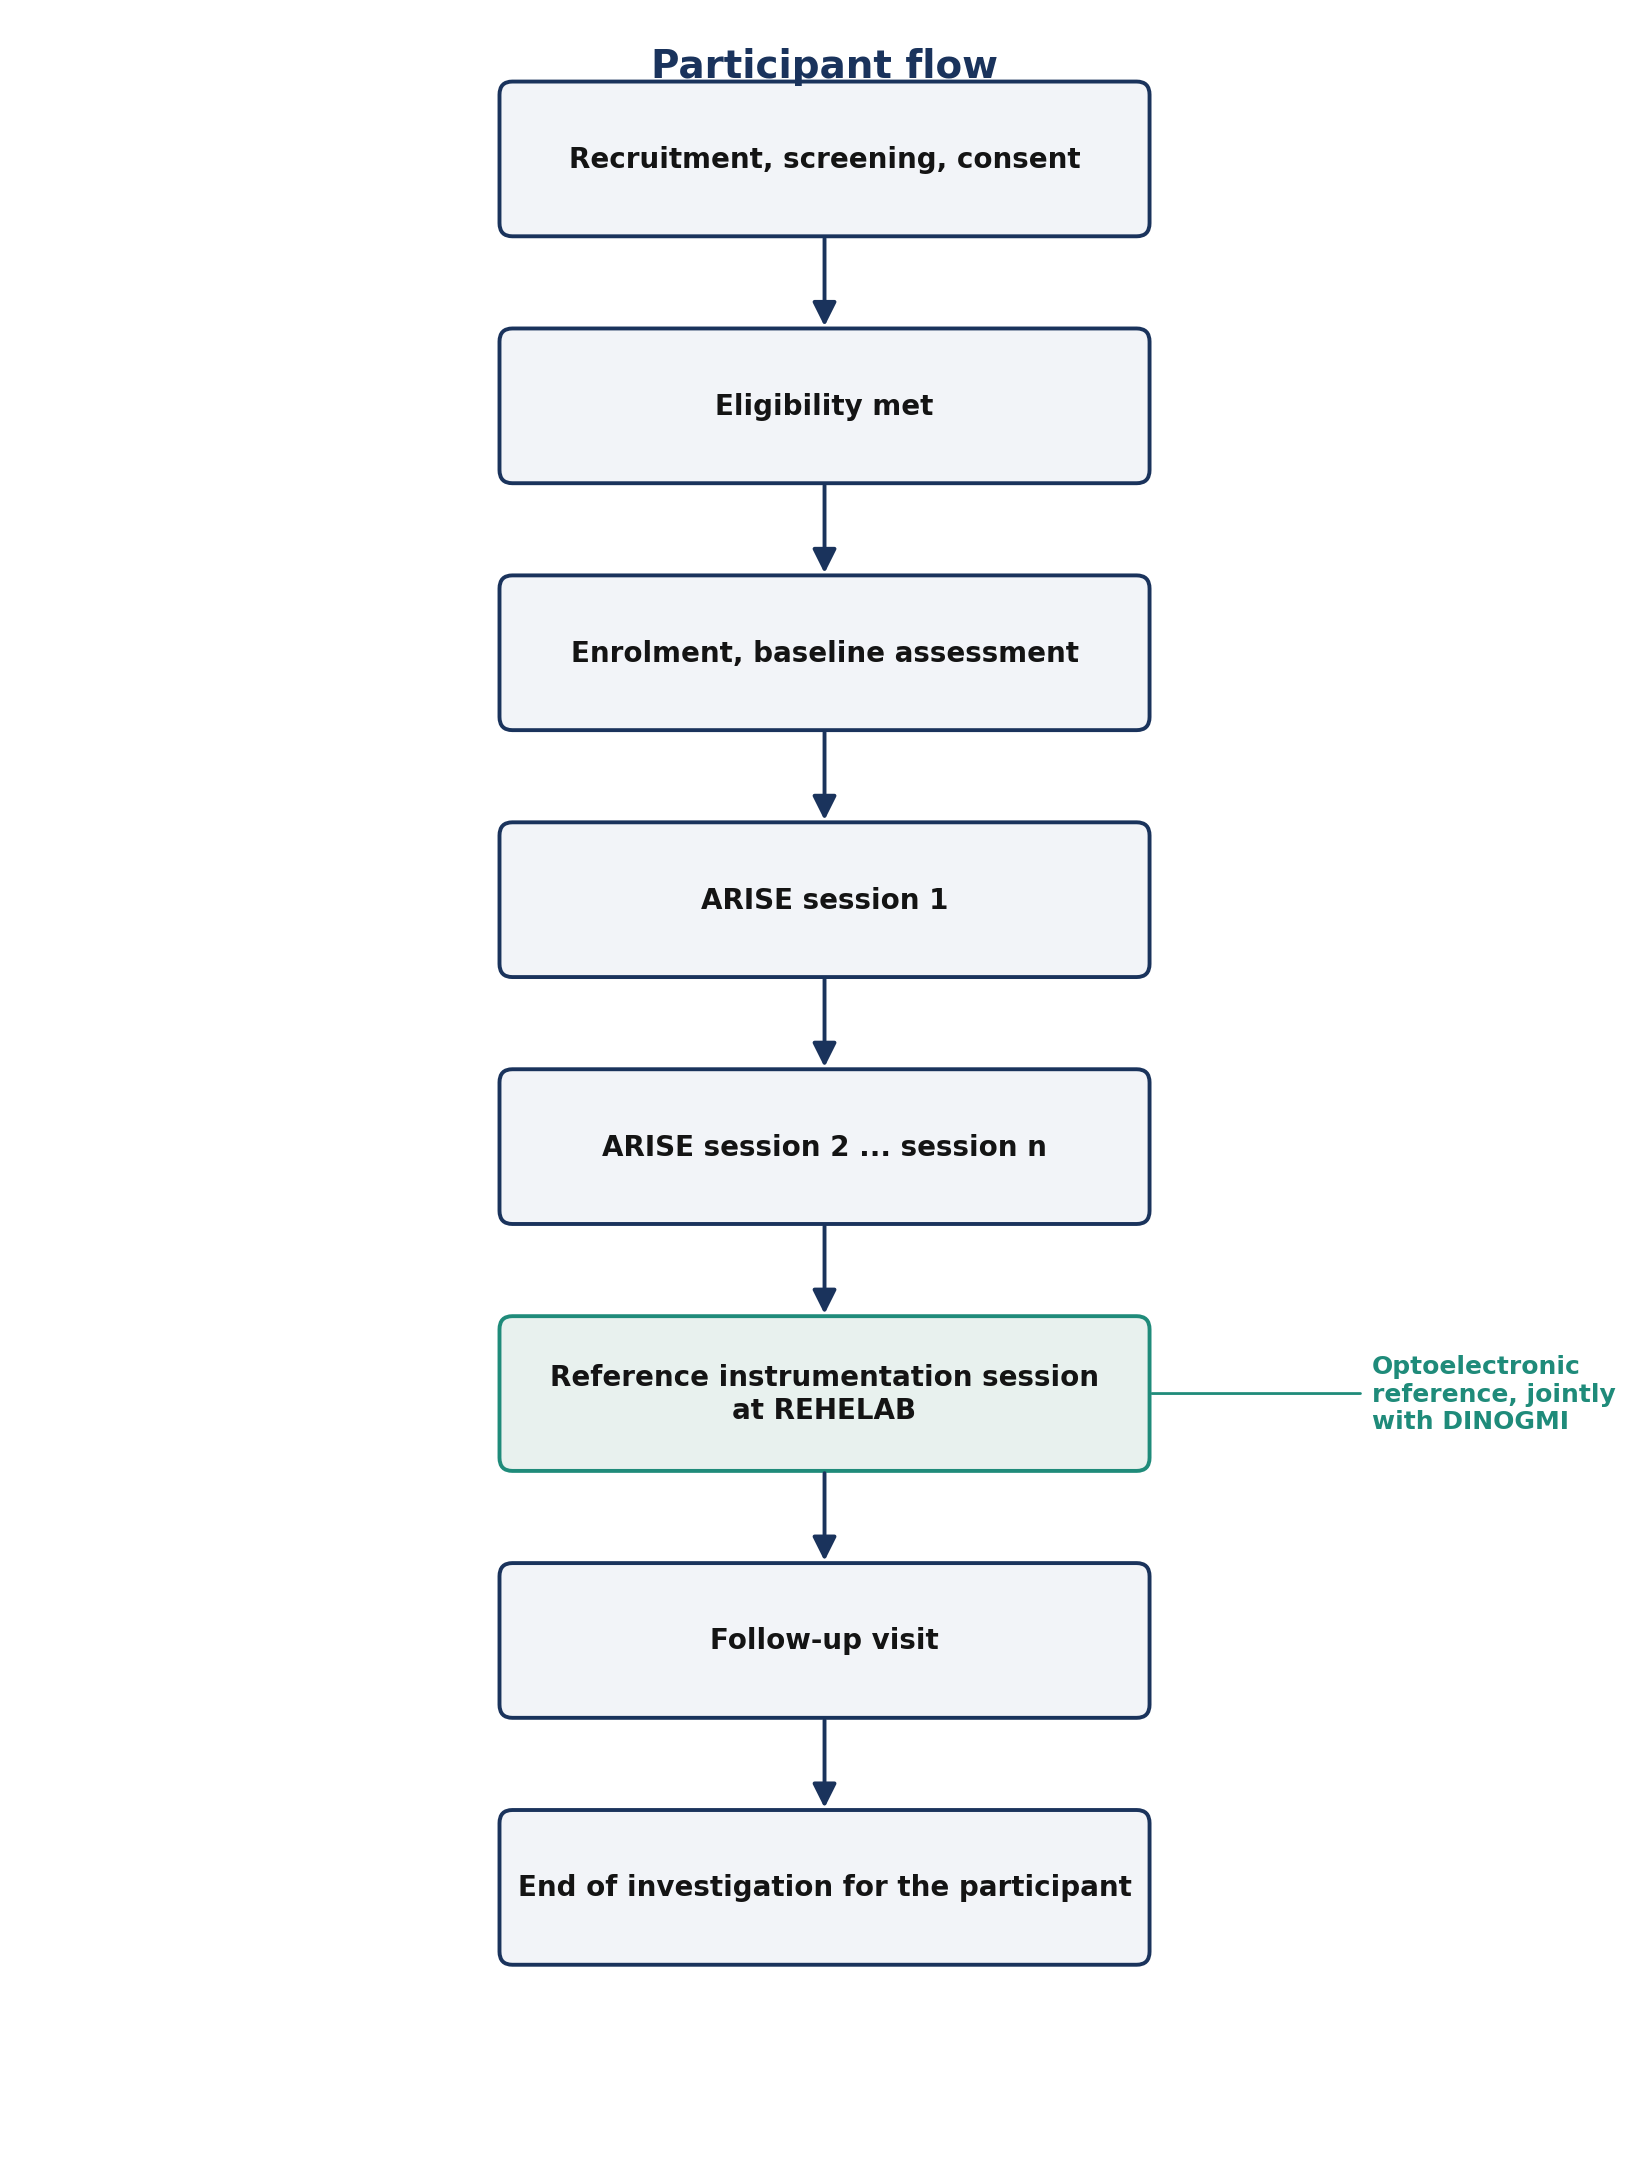 Participant flow
Recruitment, screening, consent
Eligibility met
Enrolment, baseline assessment
ARISE session 1
ARISE session 2 ... session n
Reference instrumentation session
at REHELAB
Optoelectronic
reference, jointly
with DINOGMI
Follow-up visit
End of investigation for the participant